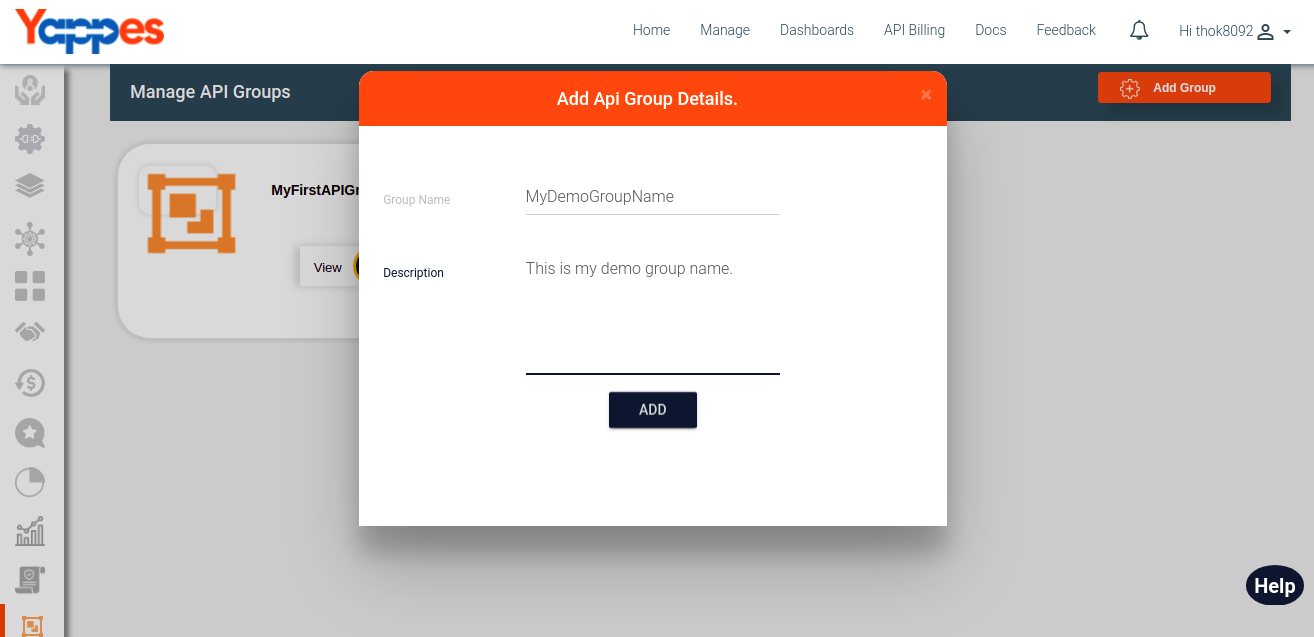 Yappes
Home Manage Dashboards API Billing Docs Feedback Hi thok8092
Manage API Groups
Add Group
Add Api Group Details.
×
MyFirstAPIGr
View
Group Name
MyDemoGroupName
Description
This is my demo group name.
ADD
Help